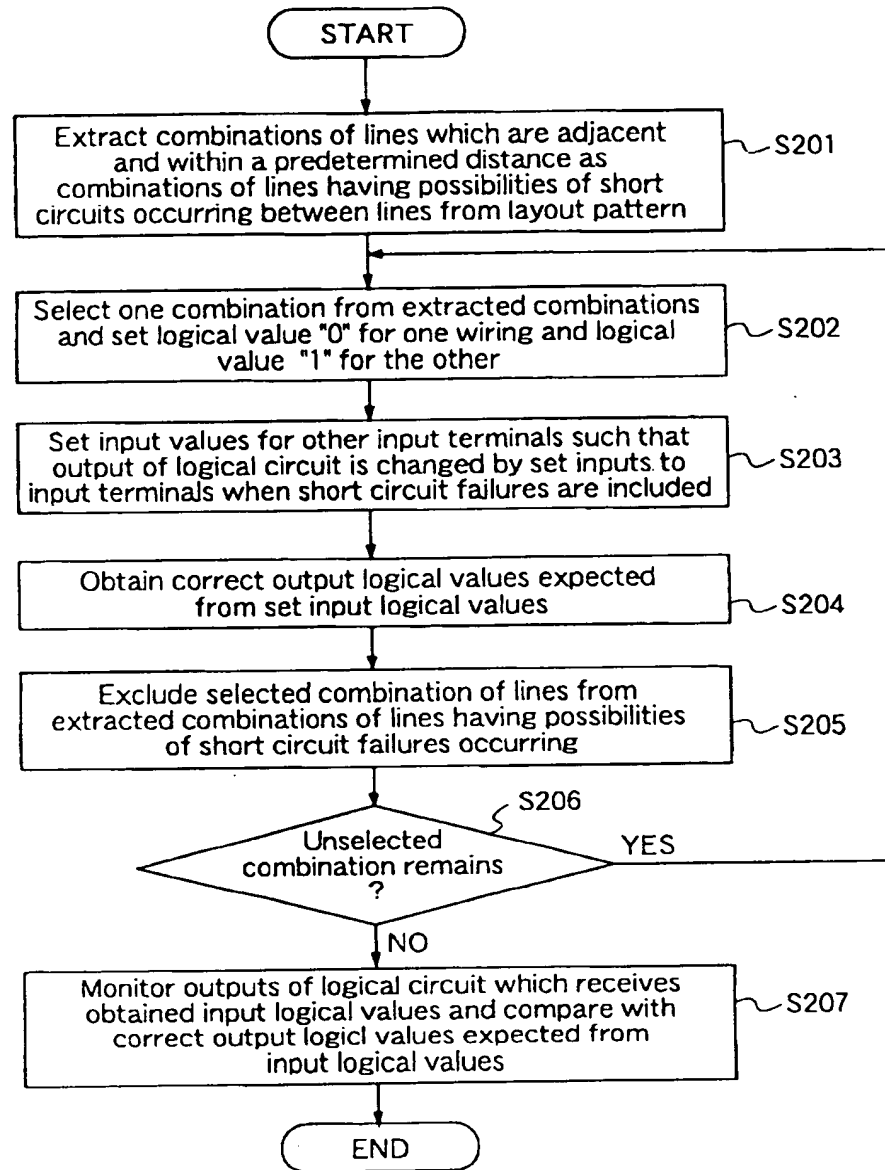 START
Extract combinations of lines which are adjacent
and within a predetermined distance as
combinations of lines having possibilities of short
circuits occurring between lines from layout pattern
S201
Select one combination from extracted combinations
and set logical value "0" for one wiring and logical
value "1" for the other
S202
Set input values for other input terminals such that
output of logical circuit is changed by set inputs to
input terminals when short circuit failures are included
S203
Obtain correct output logical values expected
from set input logical values
S204
Exclude selected combination of lines from
extracted combinations of lines having possibilities
of short circuit failures occurring
S205
S206
Unselected
combination remains
?
YES
NO
Monitor outputs of logical circuit which receives
obtained input logical values and compare with
correct output logicl values expected from
input logical values
S207
END